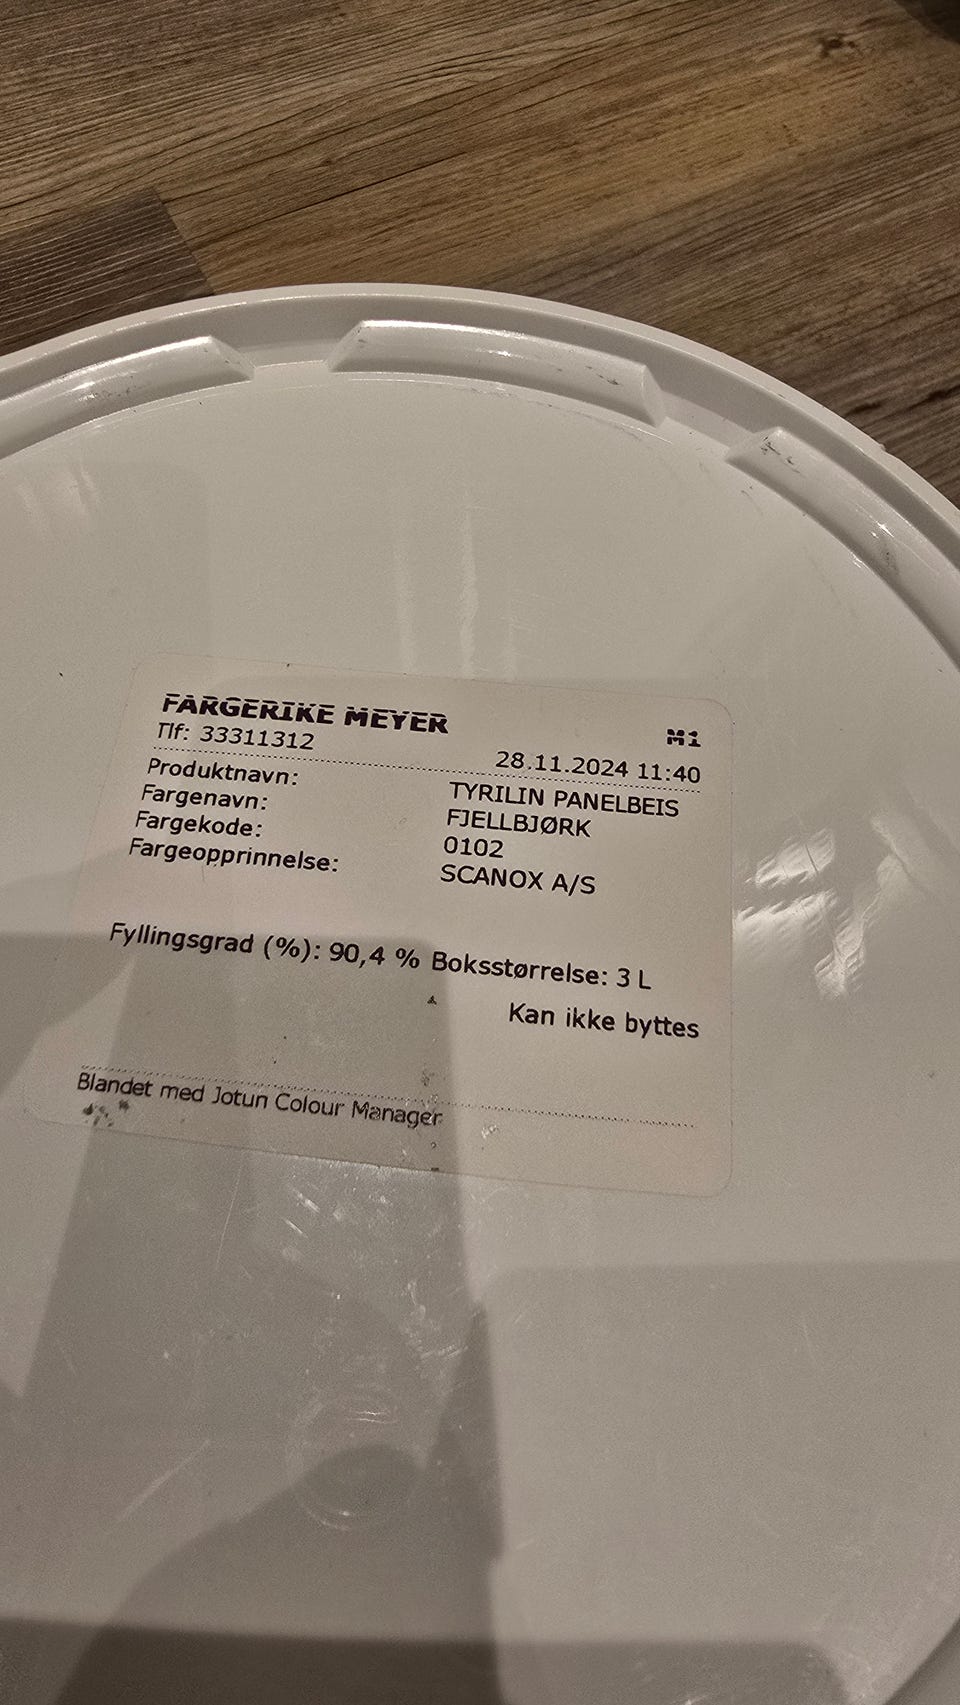 FARGERIKE MEYER M1
Tlf: 33311312 28.11.2024 11:40
Produktnavn: TYRILIN PANELBEIS
Fargenavn: FJELLBJØRK
Fargekode: 0102
Fargeopprinnelse: SCANOX A/S
Fyllingsgrad (%): 90,4 % Boksstørrelse: 3 L
Kan ikke byttes
Blandet med Jotun Colour Manager